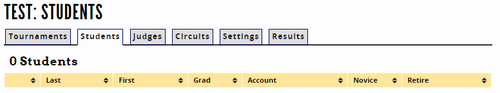 TEST: STUDENTS
Tournaments Students Judges Circuits Settings Results
0 Students
Last First Grad Account Novice Retire